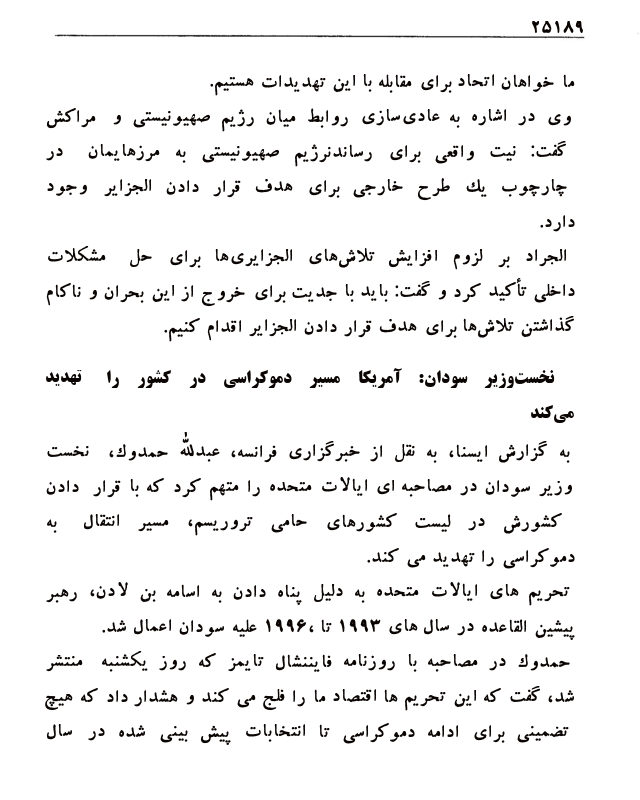 ۲۵۱۸۹
ما خواهان اتحاد برای مقابله با این تهدیدات هستیم.
وی در اشاره به عادی‌سازی روابط میان رژیم صهیونیستی و مراکش
گفت: نیت واقعی برای رساندنرژیم صهیونیستی به مرزهایمان در
چارچوب یك طرح خارجی برای هدف قرار دادن الجزایر وجود
دارد.
الجراد بر لزوم افزایش تلاش‌های الجزایری‌ها برای حل مشکلات
داخلی تأکید کرد و گفت: باید با جدیت برای خروج از این بحران و ناکام
گذاشتن تلاش‌ها برای هدف قرار دادن الجزایر اقدام کنیم.
نخست‌وزیر سودان: آمریکا مسیر دموکراسی در کشور را تهدید
می‌کند
به گزارش ایسنا، به نقل از خبرگزاری فرانسه، عبدالله حمدوك، نخست
وزیر سودان در مصاحبه ای ایالات متحده را متهم کرد که با قرار دادن
کشورش در لیست کشورهای حامی تروریسم، مسیر انتقال به
دموکراسی را تهدید می کند.
تحریم های ایالات متحده به دلیل پناه دادن به اسامه بن لادن، رهبر
پیشین القاعده در سال های ۱۹۹۳ تا ،۱۹۹۶ علیه سودان اعمال شد.
حمدوك در مصاحبه با روزنامه فایننشال تایمز که روز یکشنبه منتشر
شد، گفت که این تحریم ها اقتصاد ما را فلج می کند و هشدار داد که هیچ
تضمینی برای ادامه دموکراسی تا انتخابات پیش بینی شده در سال